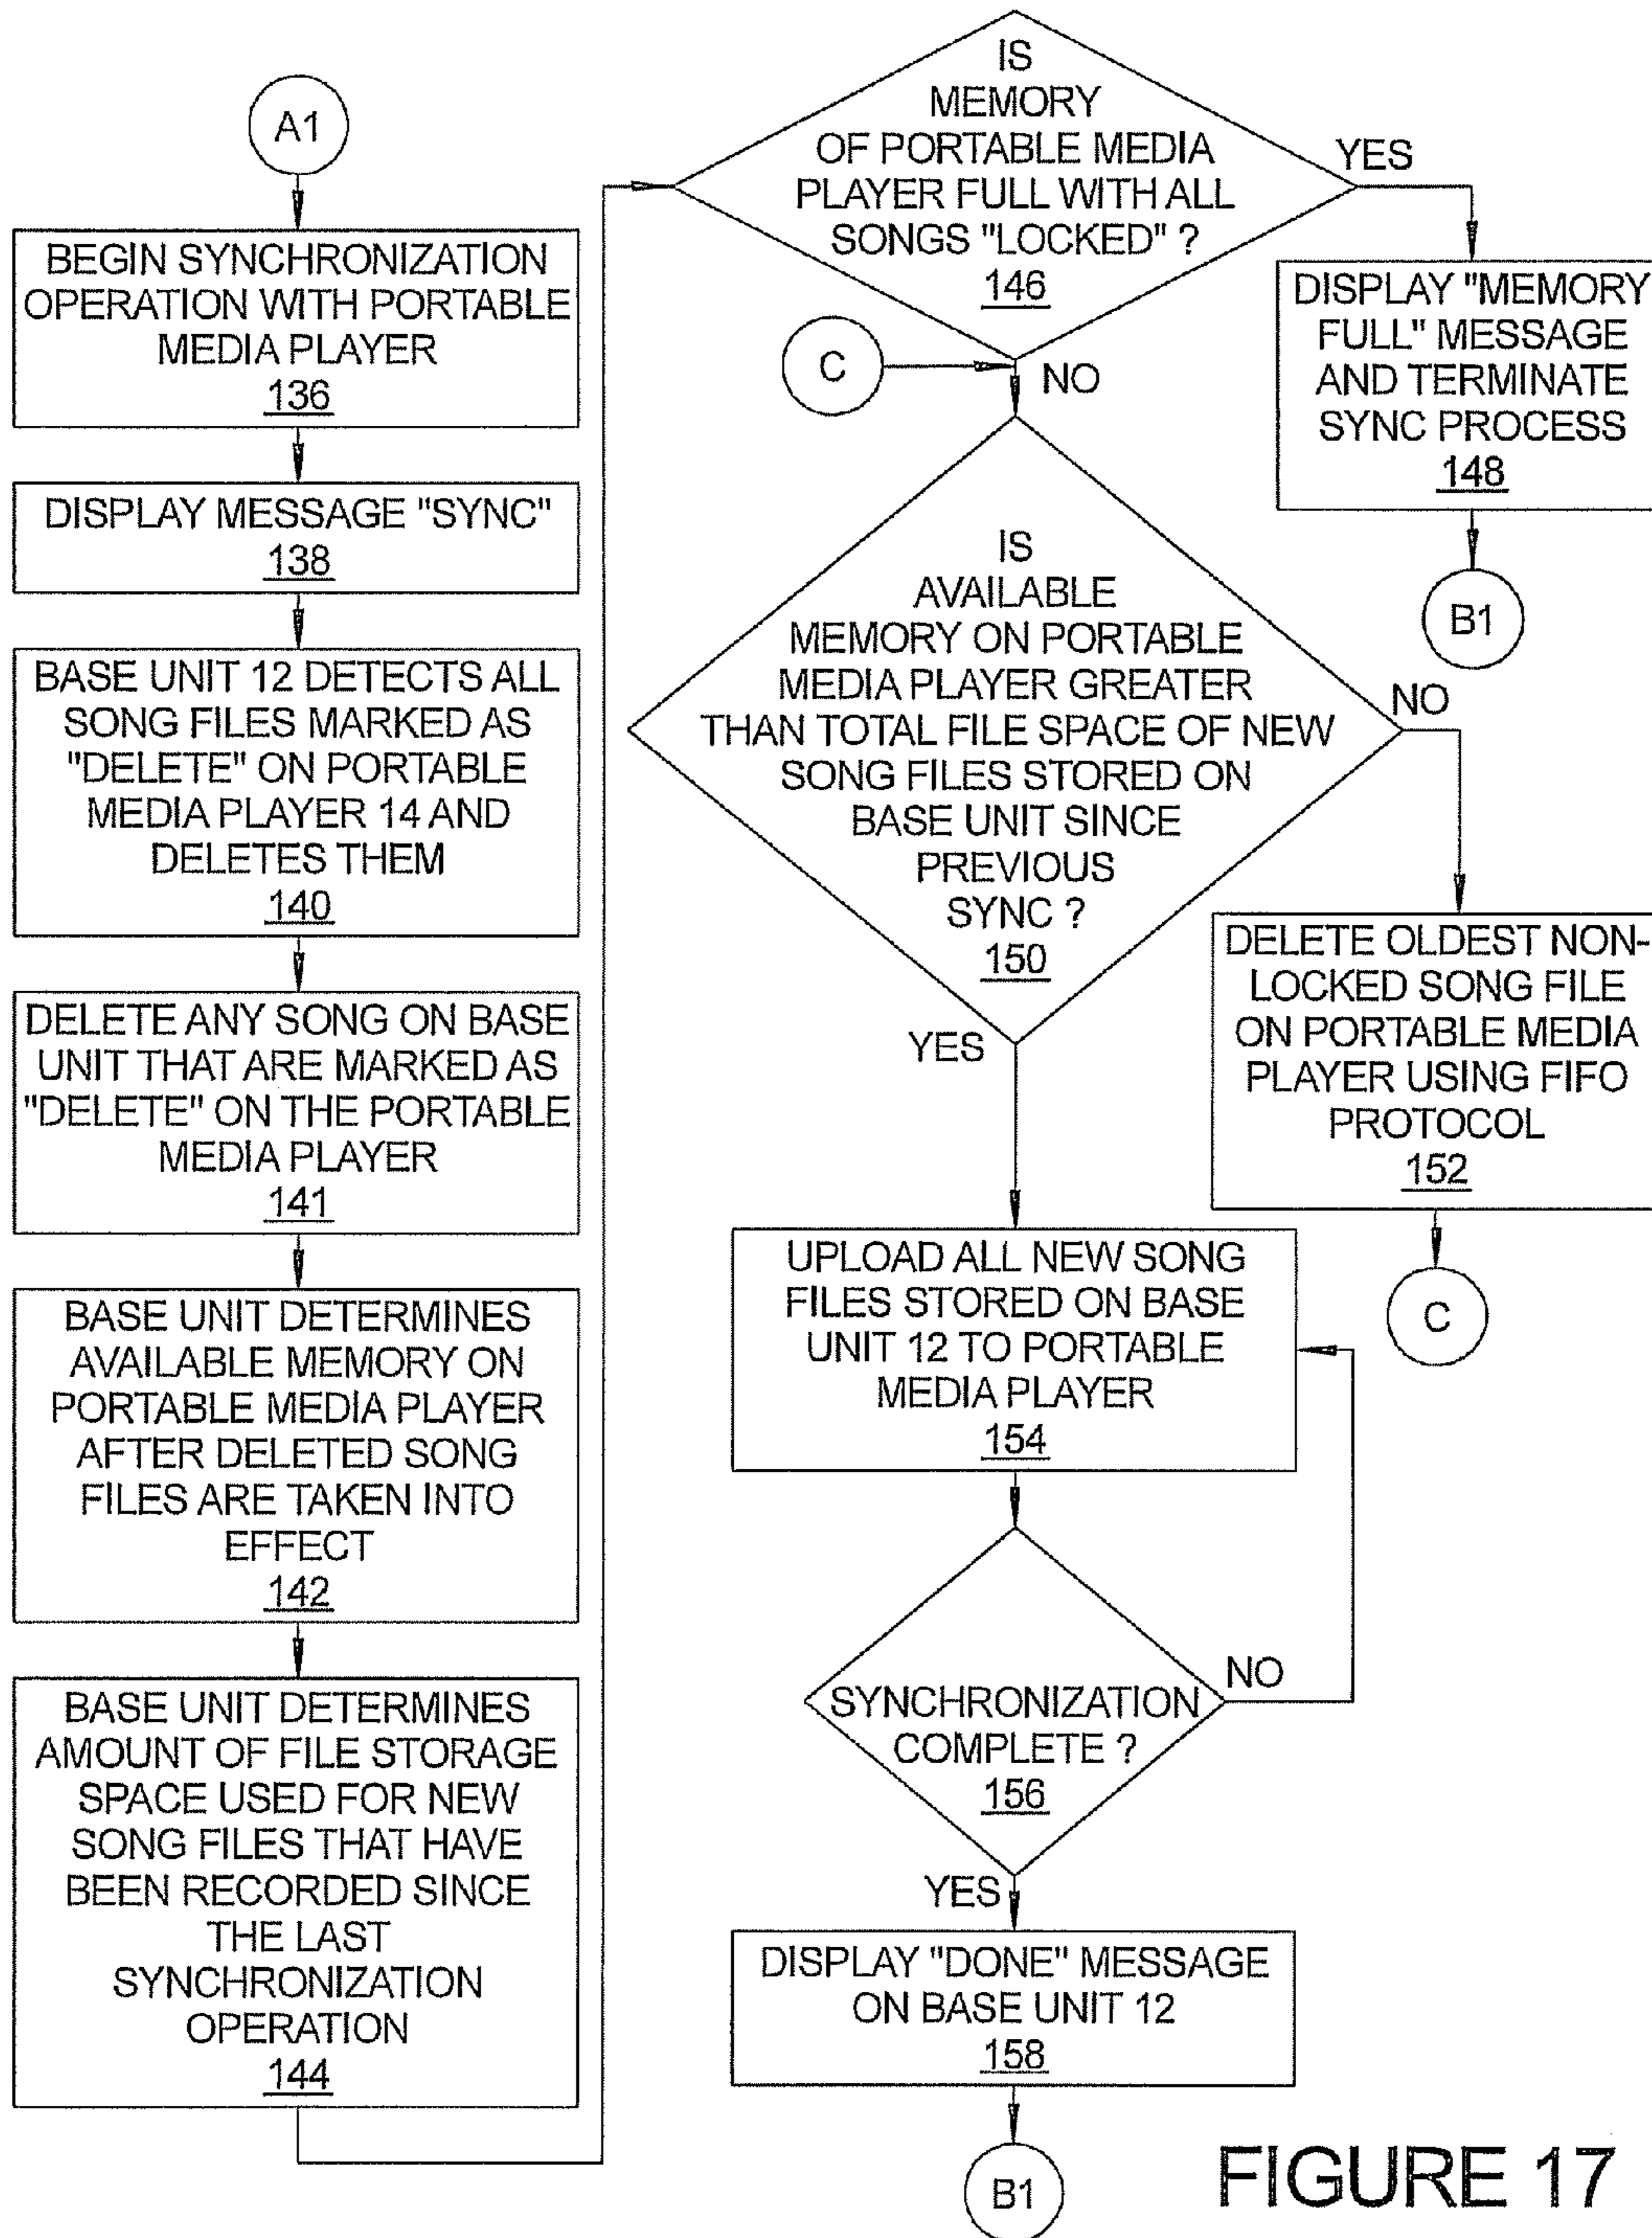 A1
BEGIN SYNCHRONIZATION
OPERATION WITH PORTABLE
MEDIA PLAYER
136
DISPLAY MESSAGE "SYNC"
138
BASE UNIT 12 DETECTS ALL
SONG FILES MARKED AS
"DELETE" ON PORTABLE
MEDIA PLAYER 14 AND
DELETES THEM
140
DELETE ANY SONG ON BASE
UNIT THAT ARE MARKED AS
"DELETE" ON THE PORTABLE
MEDIA PLAYER
141
BASE UNIT DETERMINES
AVAILABLE MEMORY ON
PORTABLE MEDIA PLAYER
AFTER DELETED SONG
FILES ARE TAKEN INTO
EFFECT
142
BASE UNIT DETERMINES
AMOUNT OF FILE STORAGE
SPACE USED FOR NEW
SONG FILES THAT HAVE
BEEN RECORDED SINCE
THE LAST
SYNCHRONIZATION
OPERATION
144
IS
MEMORY
OF PORTABLE MEDIA
PLAYER FULL WITH ALL
SONGS "LOCKED" ?
146
YES
DISPLAY "MEMORY
FULL" MESSAGE
AND TERMINATE
SYNC PROCESS
148
B1
C
NO
IS
AVAILABLE
MEMORY ON PORTABLE
MEDIA PLAYER GREATER
THAN TOTAL FILE SPACE OF NEW
SONG FILES STORED ON
BASE UNIT SINCE
PREVIOUS
SYNC ?
150
NO
DELETE OLDEST NON-
LOCKED SONG FILE
ON PORTABLE MEDIA
PLAYER USING FIFO
PROTOCOL
152
C
YES
UPLOAD ALL NEW SONG
FILES STORED ON BASE
UNIT 12 TO PORTABLE
MEDIA PLAYER
154
SYNCHRONIZATION
COMPLETE ?
156
NO
YES
DISPLAY "DONE" MESSAGE
ON BASE UNIT 12
158
B1
FIGURE 17